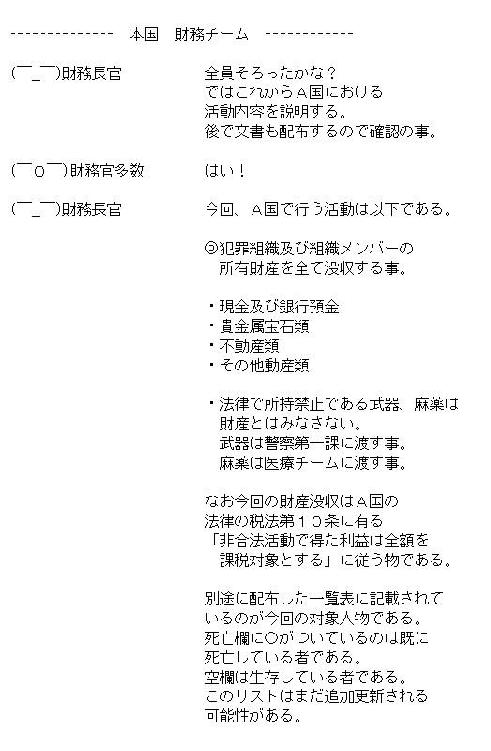 -------------- 本国 財務チーム ------------
(￣_￣)財務長官 全員そろったかな？
ではこれからＡ国における
活動内容を説明する。
後で文書も配布するので確認の事。
(￣Ｏ￣)財務官多数 はい！
(￣_￣)財務長官 今回、Ａ国で行う活動は以下である。
◎犯罪組織及び組織メンバーの
所有財産を全て没収する事。
・現金及び銀行預金
・貴金属宝石類
・不動産類
・その他動産類
・法律で所持禁止である武器、麻薬は
財産とはみなさない。
武器は警察第一課に渡す事。
麻薬は医療チームに渡す事。
なお今回の財産没収はＡ国の
法律の税法第１０条に有る
「非合法活動で得た利益は全額を
課税対象とする」に従う物である。
別途に配布した一覧表に記載されて
いるのが今回の対象人物である。
死亡欄に○がついているのは既に
死亡している者である。
空欄は生存している者である。
このリストはまだ追加更新される
可能性がある。